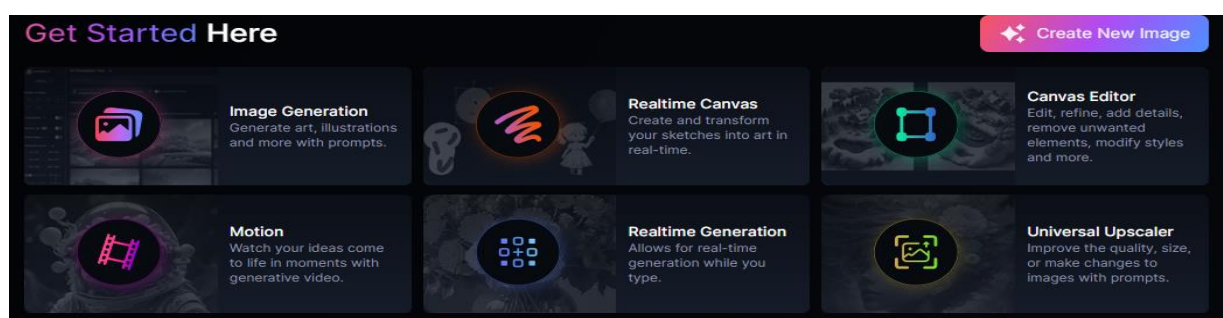 Get Started Here
Create New Image
Image Generation
Generate art, illustrations
and more with prompts.
Realtime Canvas
Create and transform
your sketches into art in
real-time.
Canvas Editor
Edit, refine, add details,
remove unwanted
elements, modify styles
and more.
Motion
Watch your ideas come
to life in moments with
generative video.
Realtime Generation
Allows for real-time
generation while you
type.
Universal Upscaler
Improve the quality, size,
or make changes to
images with prompts.